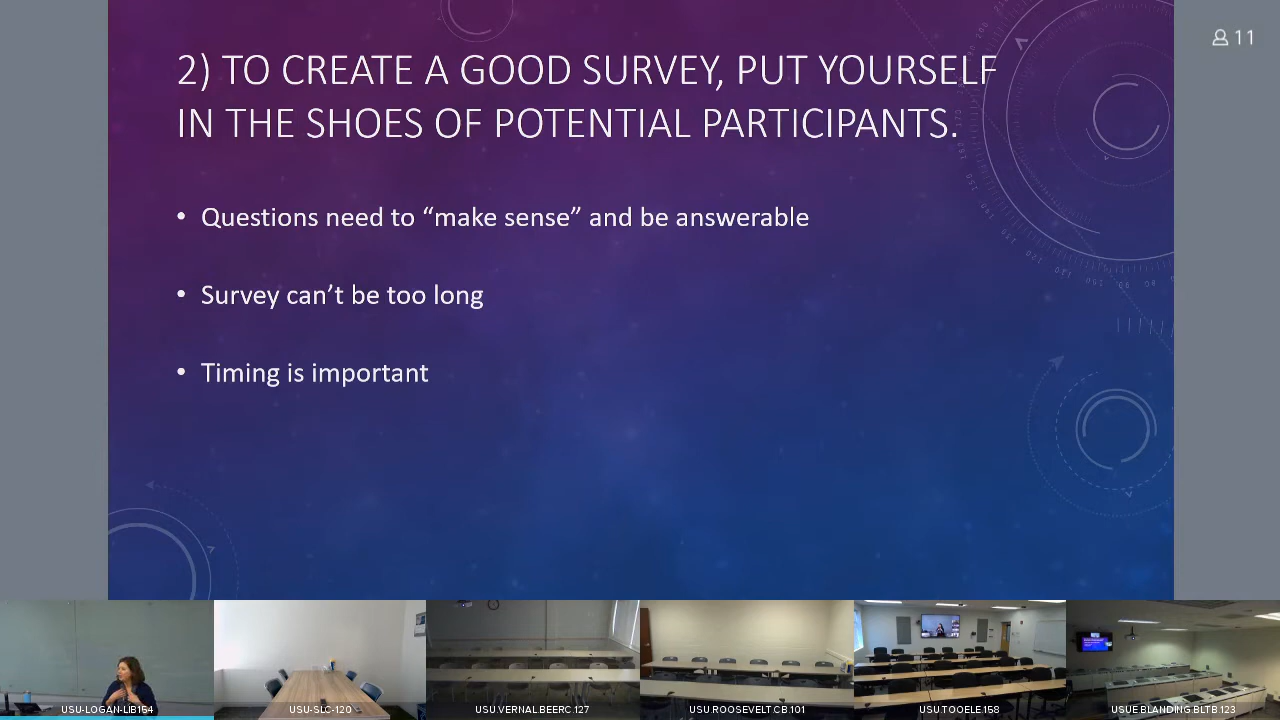 2) TO CREATE A GOOD SURVEY, PUT YOURSELF
IN THE SHOES OF POTENTIAL PARTICIPANTS.
11
• Questions need to “make sense” and be answerable
• Survey can’t be too long
• Timing is important
USU-LOGAN-LIB154
USU-SLC-120
USU.VERNAL.BEERC.127
USU.ROOSEVELT.CB.101
USU.TOOELE.158
USUE.BLANDING.BLTB.123